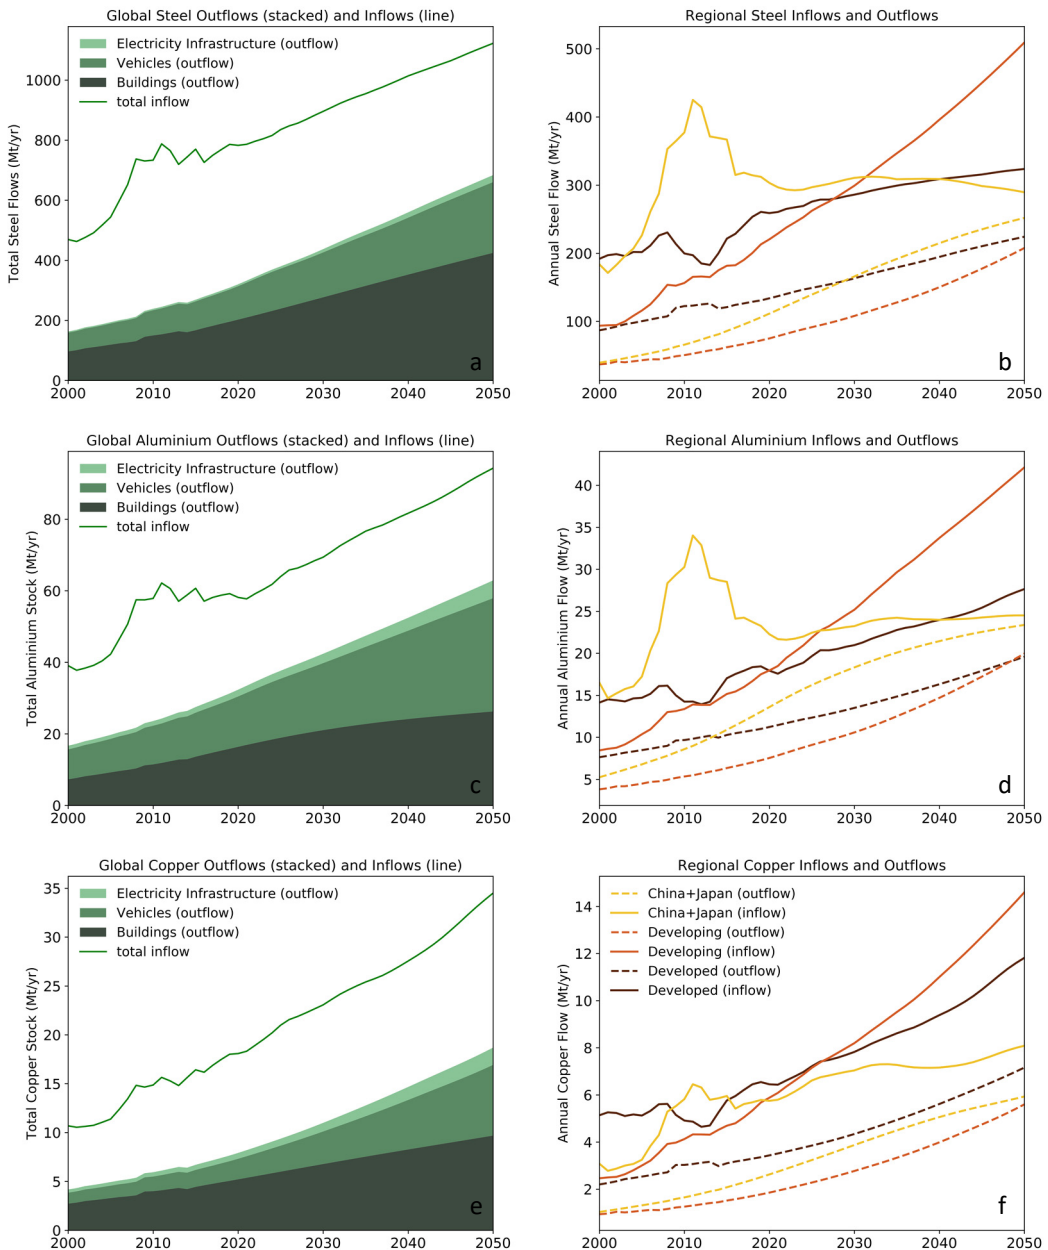 Global Steel Outflows (stacked) and Inflows (line)
Total Steel Flows (Mt/yr)
Electricity Infrastructure (outflow)
Vehicles (outflow)
Buildings (outflow)
total inflow
1000
800
600
400
200
0
2000 2010 2020 2030 2040 2050
a
Regional Steel Inflows and Outflows
Annual Steel Flow (Mt/yr)
500
400
300
200
100
2000 2010 2020 2030 2040 2050
b
Global Aluminium Outflows (stacked) and Inflows (line)
Total Aluminium Stock (Mt/yr)
Electricity Infrastructure (outflow)
Vehicles (outflow)
Buildings (outflow)
total inflow
80
60
40
20
0
2000 2010 2020 2030 2040 2050
c
Regional Aluminium Inflows and Outflows
Annual Aluminium Flow (Mt/yr)
40
35
30
25
20
15
10
5
2000 2010 2020 2030 2040 2050
d
Global Copper Outflows (stacked) and Inflows (line)
Total Copper Stock (Mt/yr)
Electricity Infrastructure (outflow)
Vehicles (outflow)
Buildings (outflow)
total inflow
35
30
25
20
15
10
5
0
2000 2010 2020 2030 2040 2050
e
Regional Copper Inflows and Outflows
Annual Copper Flow (Mt/yr)
China+Japan (outflow)
China+Japan (inflow)
Developing (outflow)
Developing (inflow)
Developed (outflow)
Developed (inflow)
14
12
10
8
6
4
2
2000 2010 2020 2030 2040 2050
f